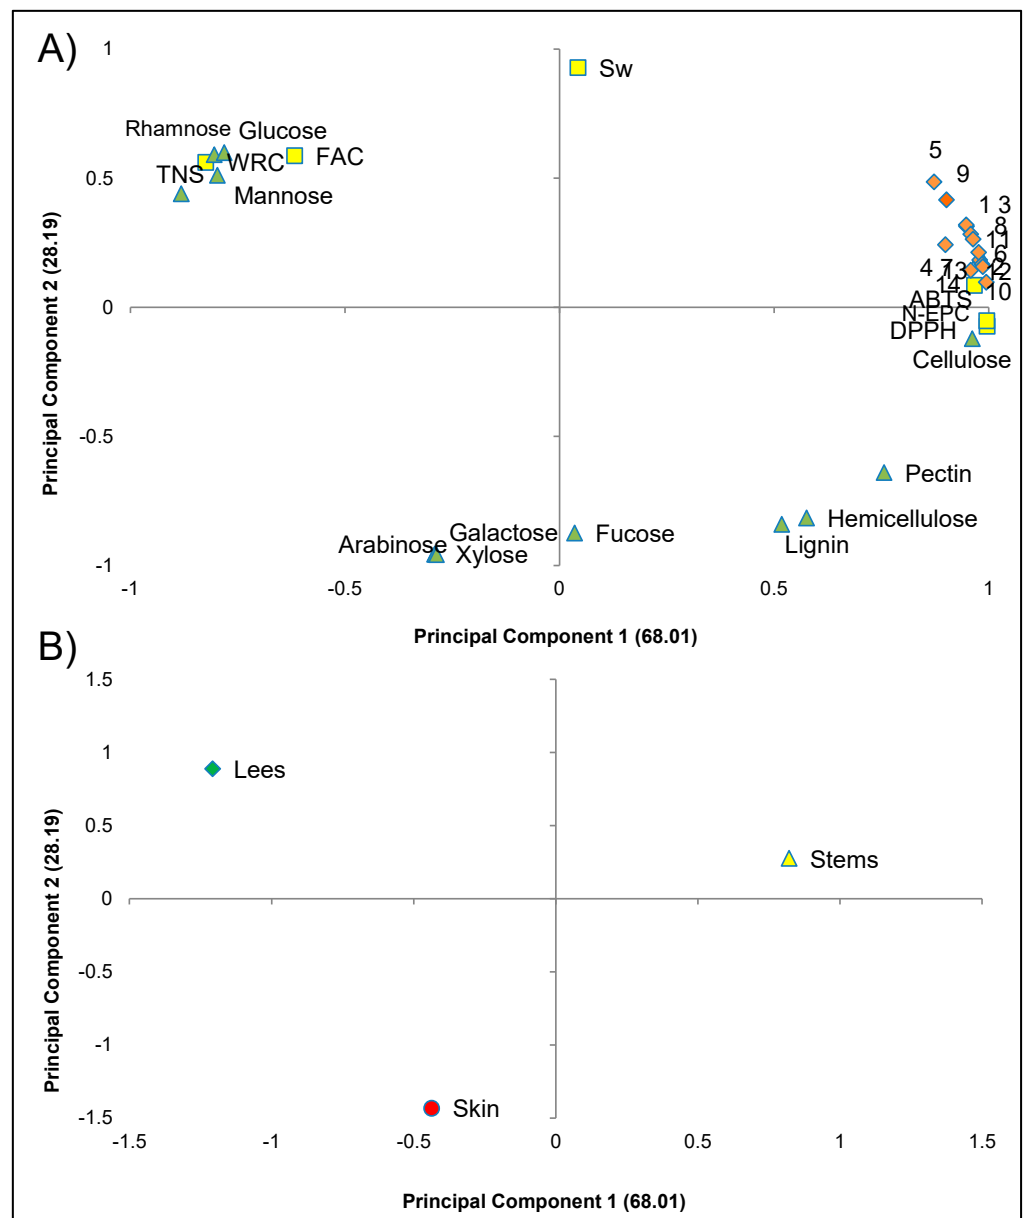 A)
1
Sw
Rhamnose Glucose
WRC FAC
TNS
Mannose
0.5
5
9
1 3
8
11
6
4 7 13 2 12
14 10
ABTS
N-EPC
DPPH
Cellulose
0
-0.5
Pectin
Hemicellulose
Lignin
Galactose Fucose
Arabinose Xylose
-1
-1 -0.5 0 0.5 1
Principal Component 2 (28.19)
Principal Component 1 (68.01)
B)
1.5
1
Lees
0.5
Stems
0
-0.5
-1
Skin
-1.5
-1.5 -1 -0.5 0 0.5 1 1.5
Principal Component 2 (28.19)
Principal Component 1 (68.01)